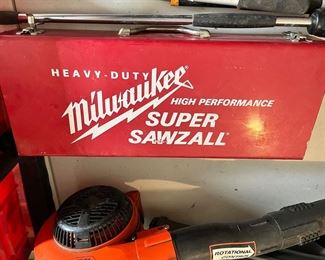 HEAVY-DUTY
Milwaukee
HIGH PERFORMANCE
SUPER
SAWZALL®
ROTATIONAL